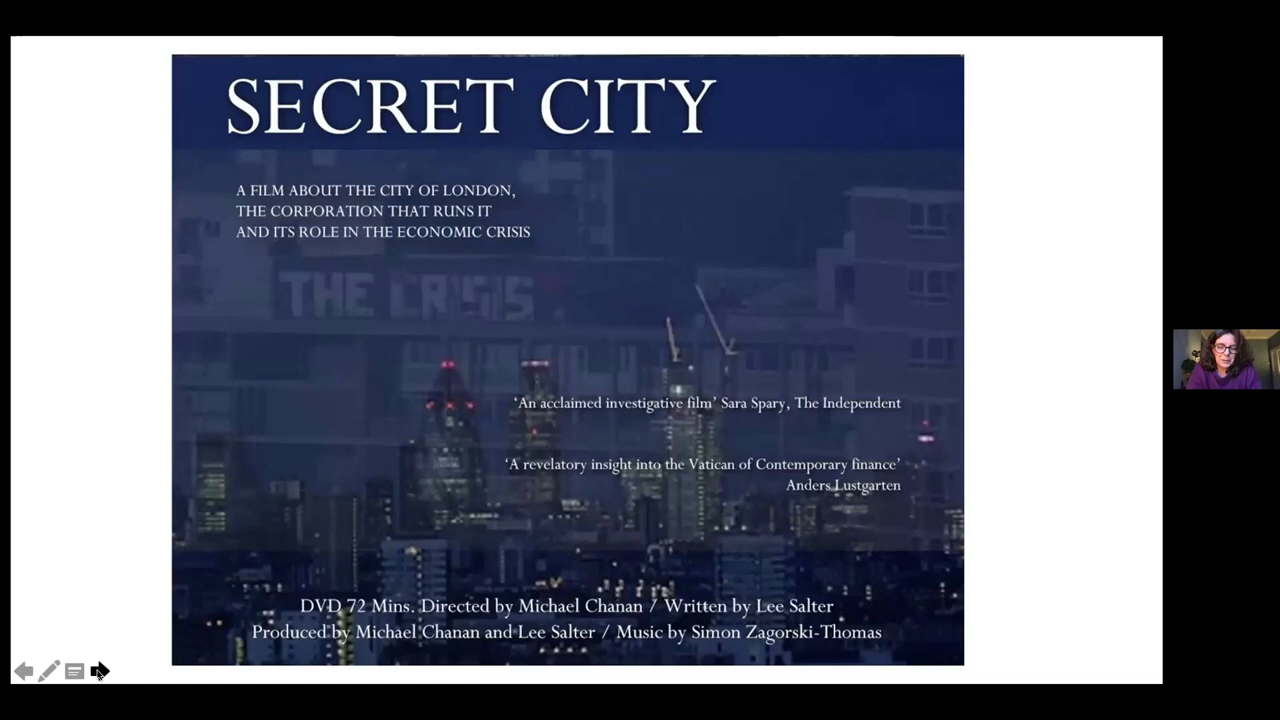 SECRET CITY
A FILM ABOUT THE CITY OF LONDON,
THE CORPORATION THAT RUNS IT
AND ITS ROLE IN THE ECONOMIC CRISIS
THE CRISIS
‘An acclaimed investigative film’ Sara Spary, The Independent
‘A revelatory insight into the Vatican of Contemporary finance’
Anders Lustgarten
DVD 72 Mins. Directed by Michael Chanan / Written by Lee Salter
Produced by Michael Chanan and Lee Salter / Music by Simon Zagorski-Thomas